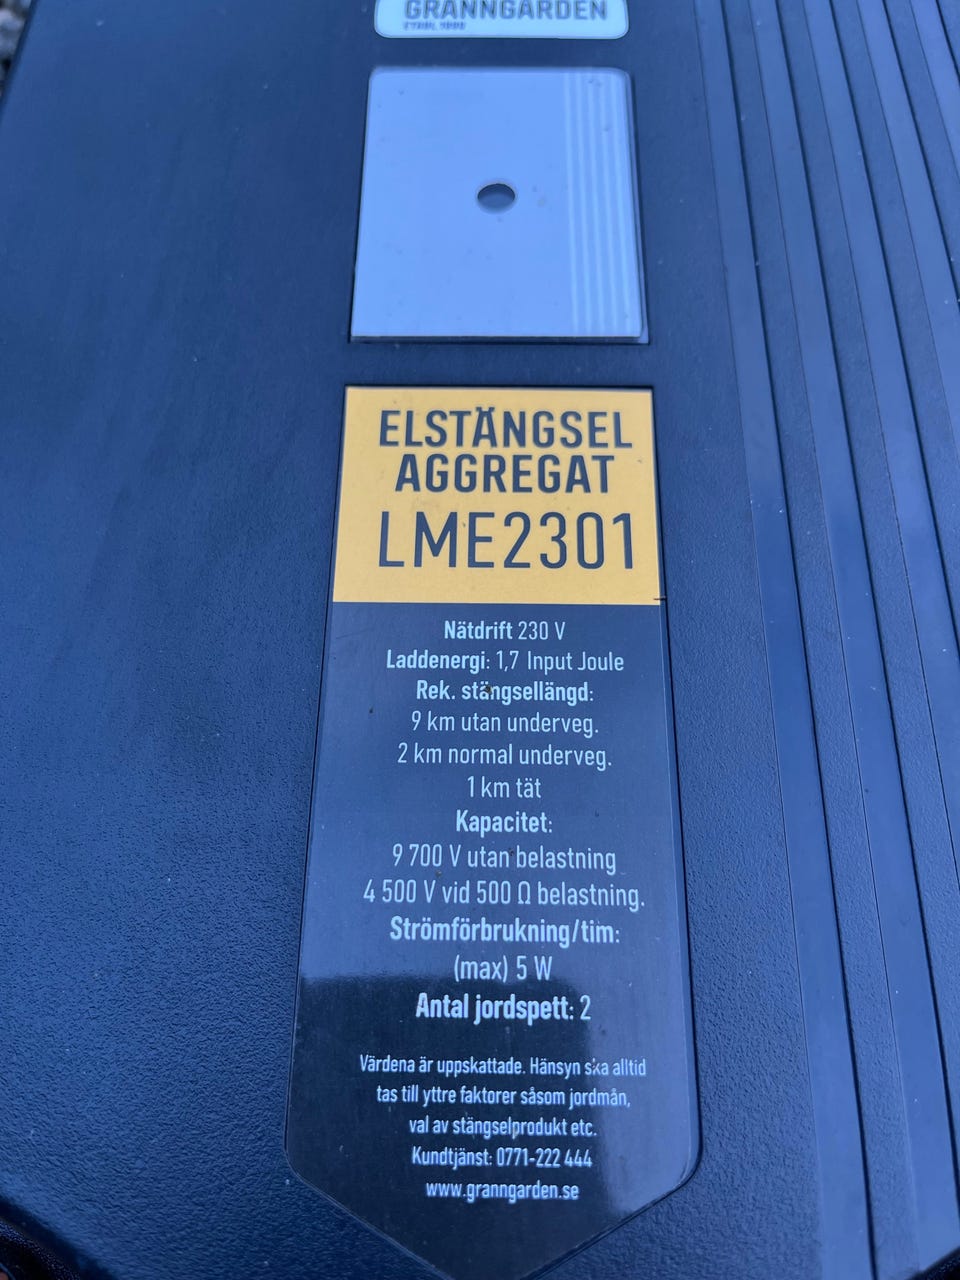 GRANNGÅRDEN
ETABL. 1880
ELSTÄNGSEL
AGGREGAT
LME2301
Nätdrift 230 V
Laddenergi: 1,7 Input Joule
Rek. stängsellängd:
9 km utan underveg.
2 km normal underveg.
1 km tät
Kapacitet:
9 700 V utan belastning
4 500 V vid 500 Ω belastning.
Strömförbrukning/tim:
(max) 5 W
Antal jordspett: 2
Värdena är uppskattade. Hänsyn ska alltid
tas till yttre faktorer såsom jordmån,
val av stängselprodukt etc.
Kundtjänst: 0771-222 444
www.granngarden.se